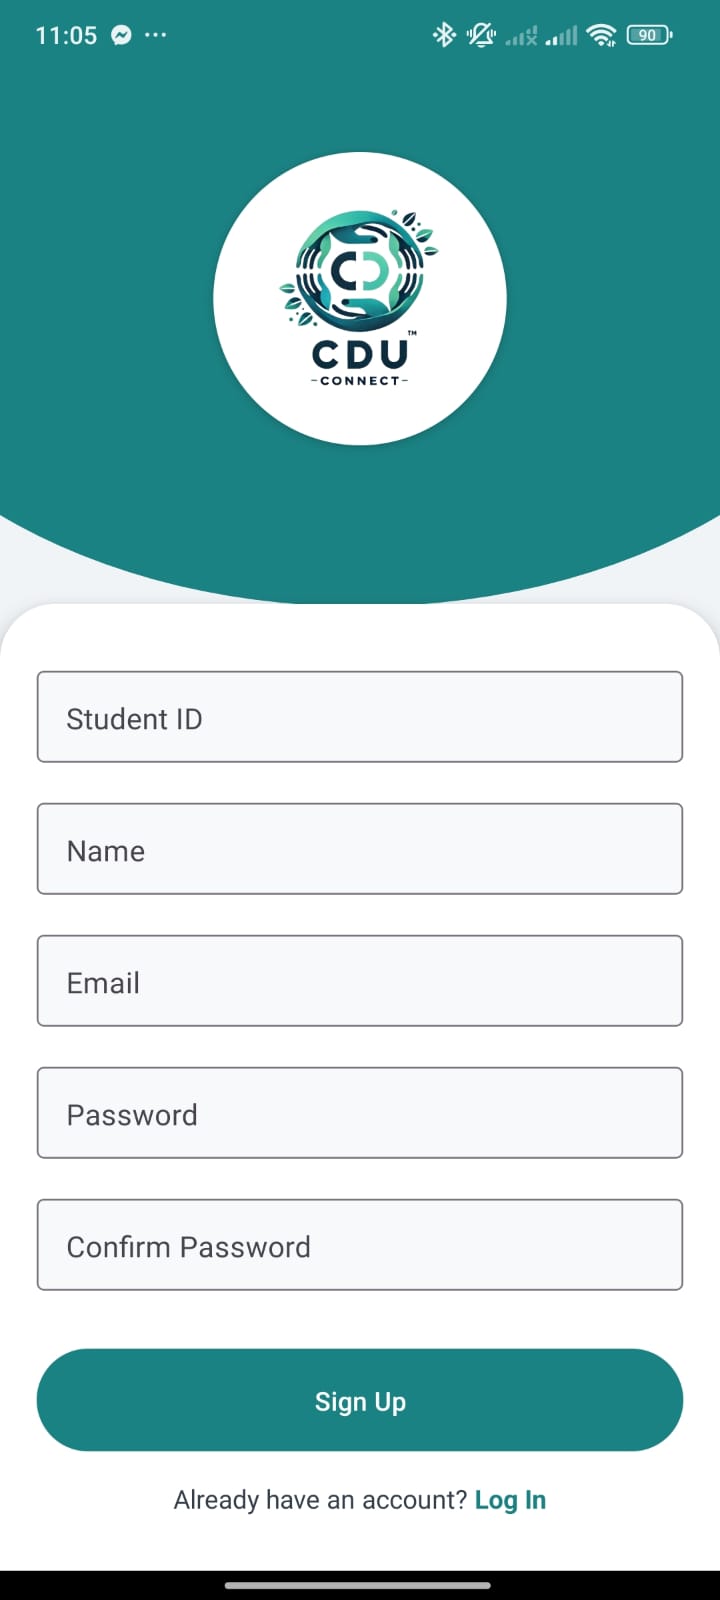 11:05
90
CDU™
-CONNECT-
Student ID
Name
Email
Password
Confirm Password
Sign Up
Already have an account? Log In